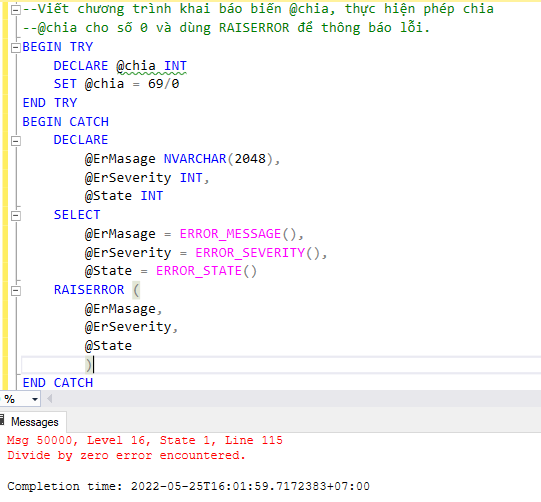 --Viết chương trình khai báo biến @chia, thực hiện phép chia
--@chia cho số 0 và dùng RAISERROR để thông báo lỗi.
BEGIN TRY
DECLARE @chia INT
SET @chia = 69/0
END TRY
BEGIN CATCH
DECLARE
@ErMasage NVARCHAR(2048),
@ErSeverity INT,
@State INT
SELECT
@ErMasage = ERROR_MESSAGE(),
@ErSeverity = ERROR_SEVERITY(),
@State = ERROR_STATE()
RAISERROR (
@ErMasage,
@ErSeverity,
@State
)
END CATCH
%
Messages
Msg 50000, Level 16, State 1, Line 115
Divide by zero error encountered.
Completion time: 2022-05-25T16:01:59.7172383+07:00